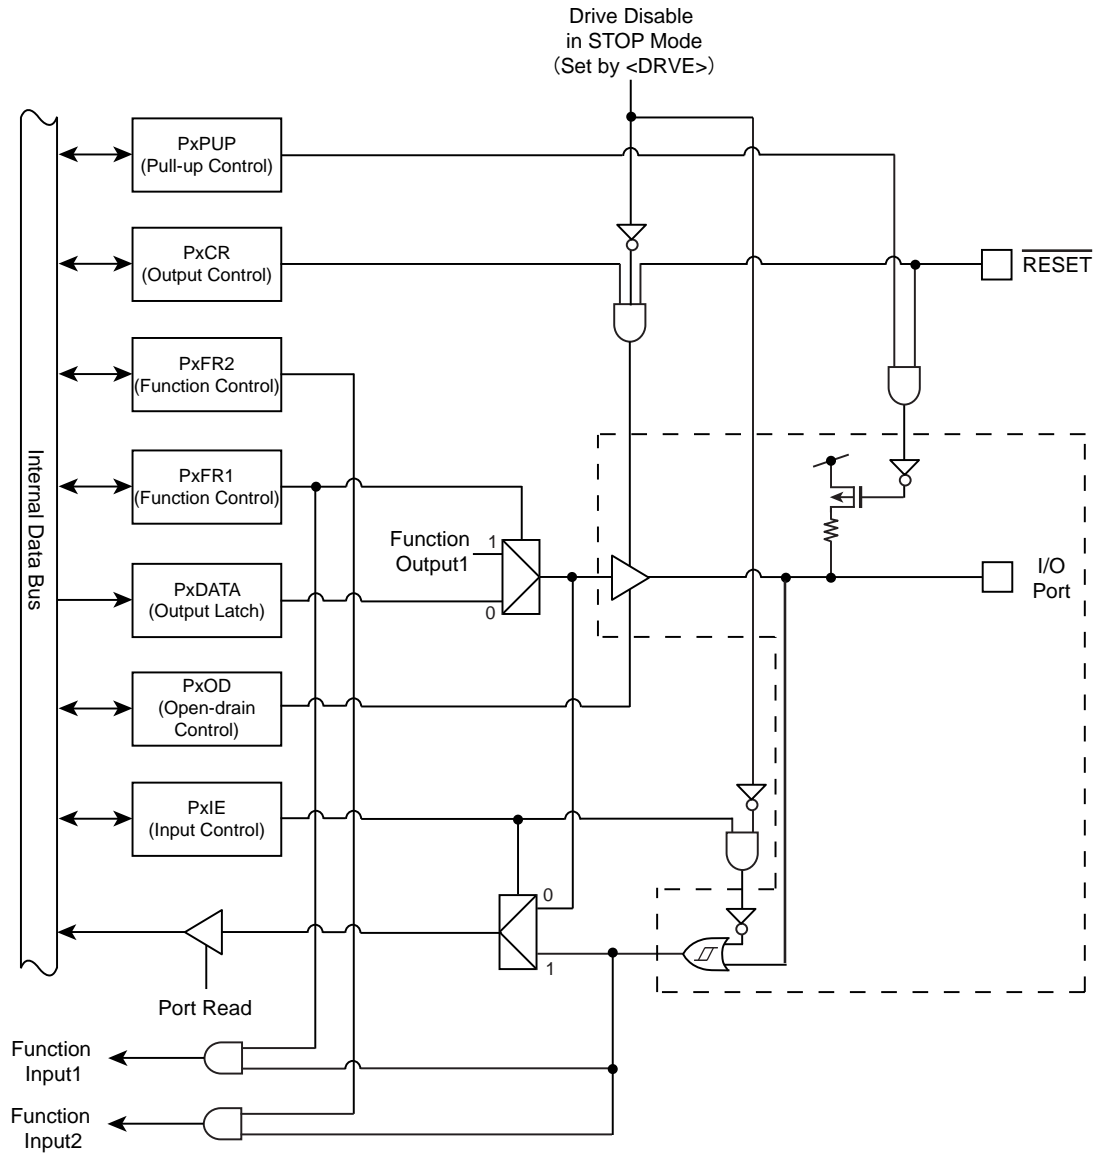 Drive Disable
in STOP Mode
(Set by <DRVE>)
PxPUP
(Pull-up Control)
PxCR
(Output Control)
RESET
PxFR2
(Function Control)
Internal Data Bus
PxFR1
(Function Control)
Function
Output1
1
0
I/O
Port
PxDATA
(Output Latch)
PxOD
(Open-drain
Control)
PxIE
(Input Control)
0
1
Port Read
Function
Input1
Function
Input2